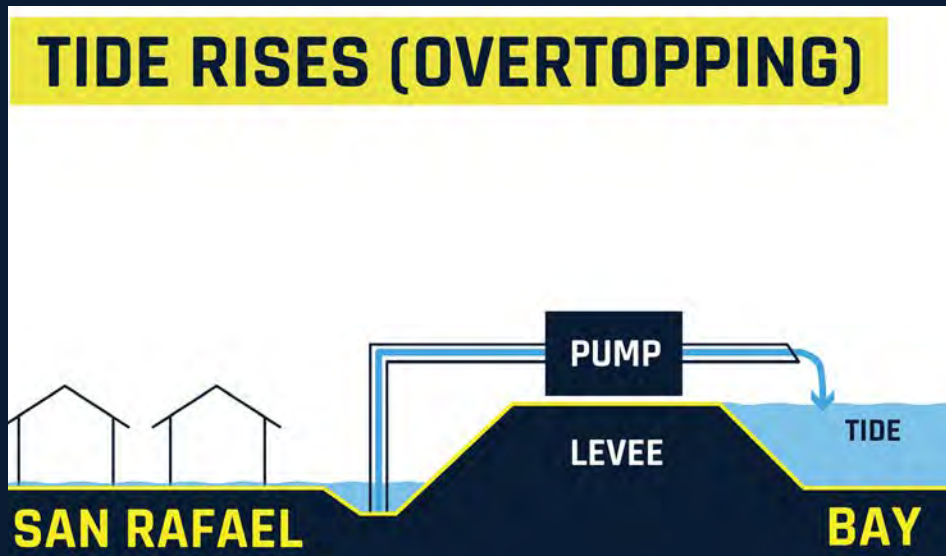 TIDE RISES (OVERTOPPING)
PUMP
TIDE
LEVEE
SAN RAFAEL
BAY